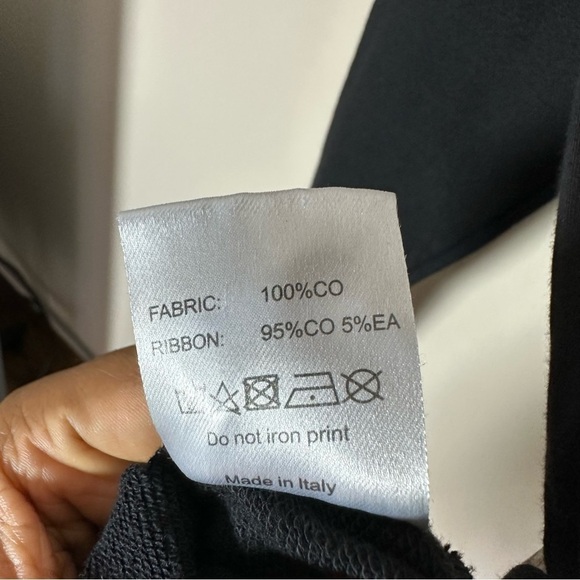 FABRIC: 100%CO
RIBBON: 95%CO 5%EA
Do not iron print
Made in Italy